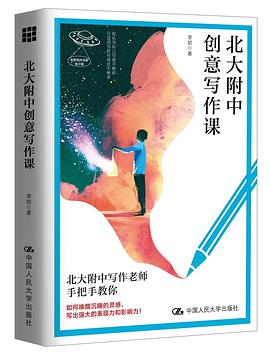 北大附中创意写作课
李韧
著
中国人民大学出版社
李韧 著
北大附中
创意写作课
北大附中写作老师
手把手教你
如何唤醒沉睡的灵感，
写出强大的表现力和影响力！
中国人民大学出版社